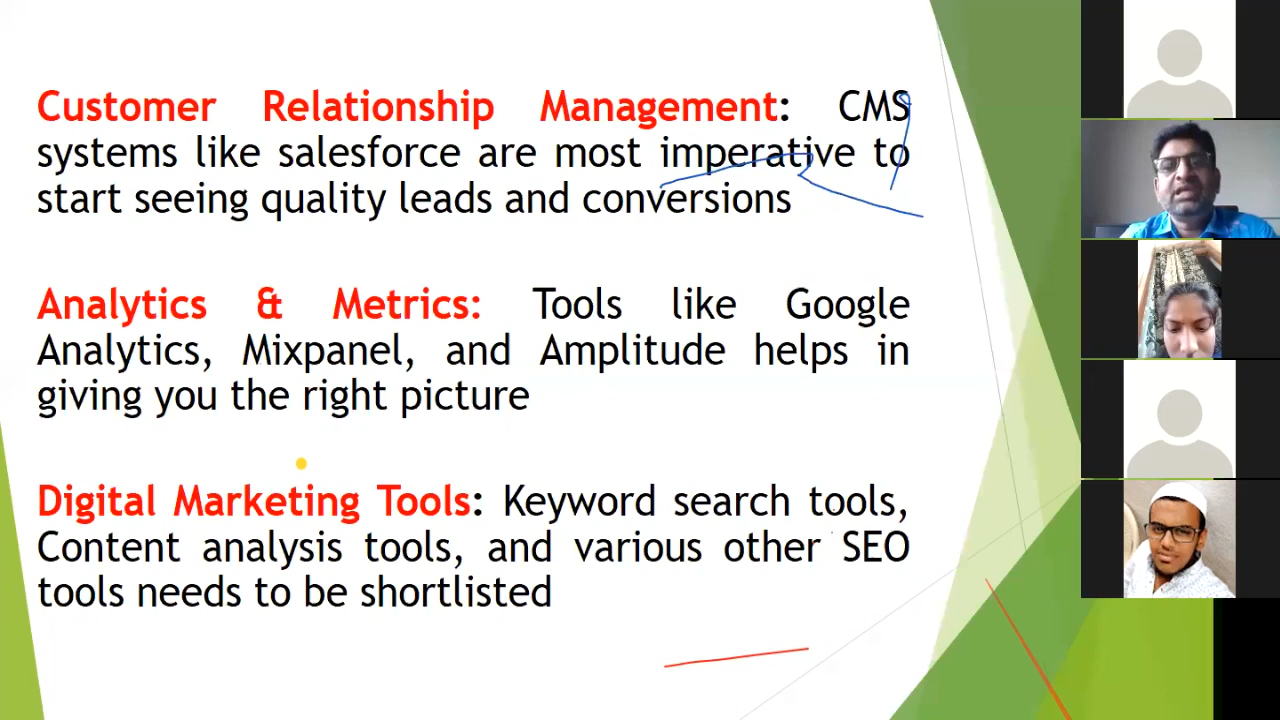 Customer Relationship Management: CMS
systems like salesforce are most imperative to
start seeing quality leads and conversions
Analytics & Metrics: Tools like Google
Analytics, Mixpanel, and Amplitude helps in
giving you the right picture
Digital Marketing Tools: Keyword search tools,
Content analysis tools, and various other SEO
tools needs to be shortlisted